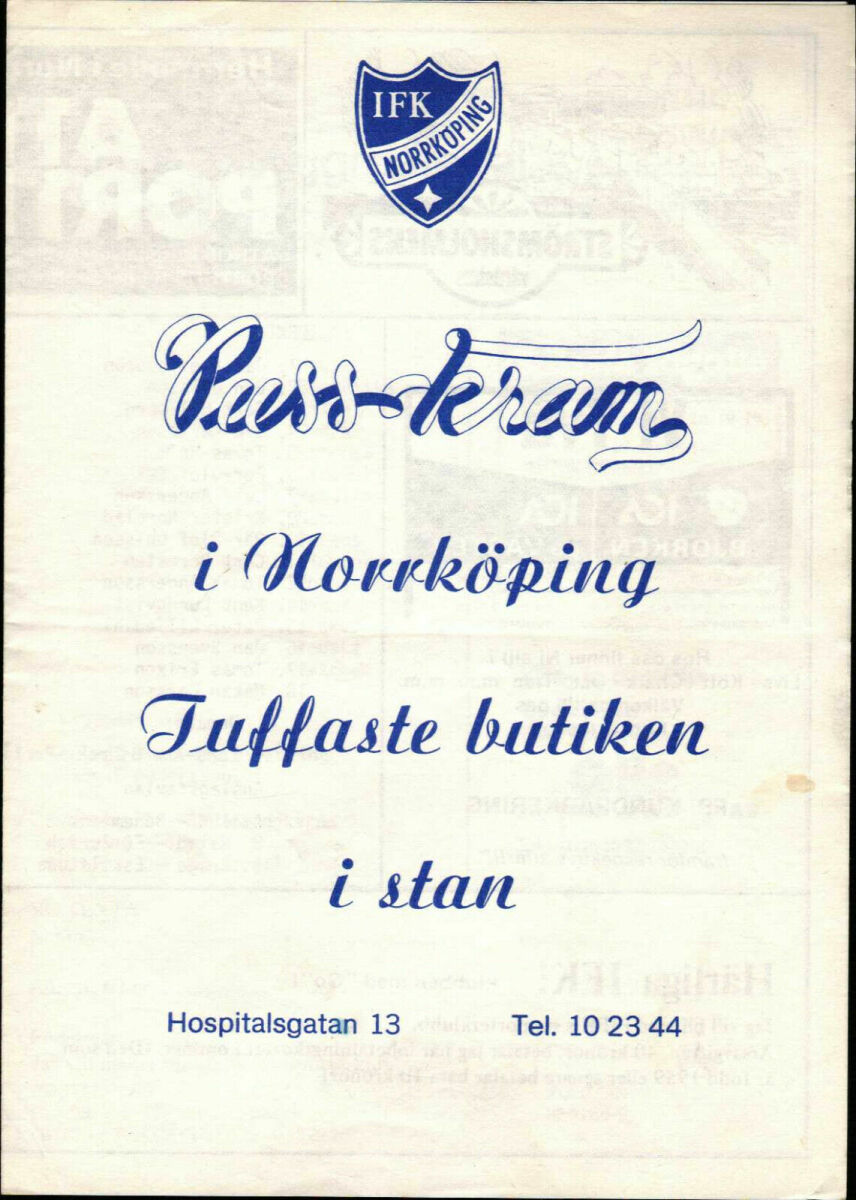 IFK
NORRKÖPING
Puss-kram
i Norrköping
Tuffaste butiken
i stan
Hospitalsgatan 13 Tel. 10 23 44